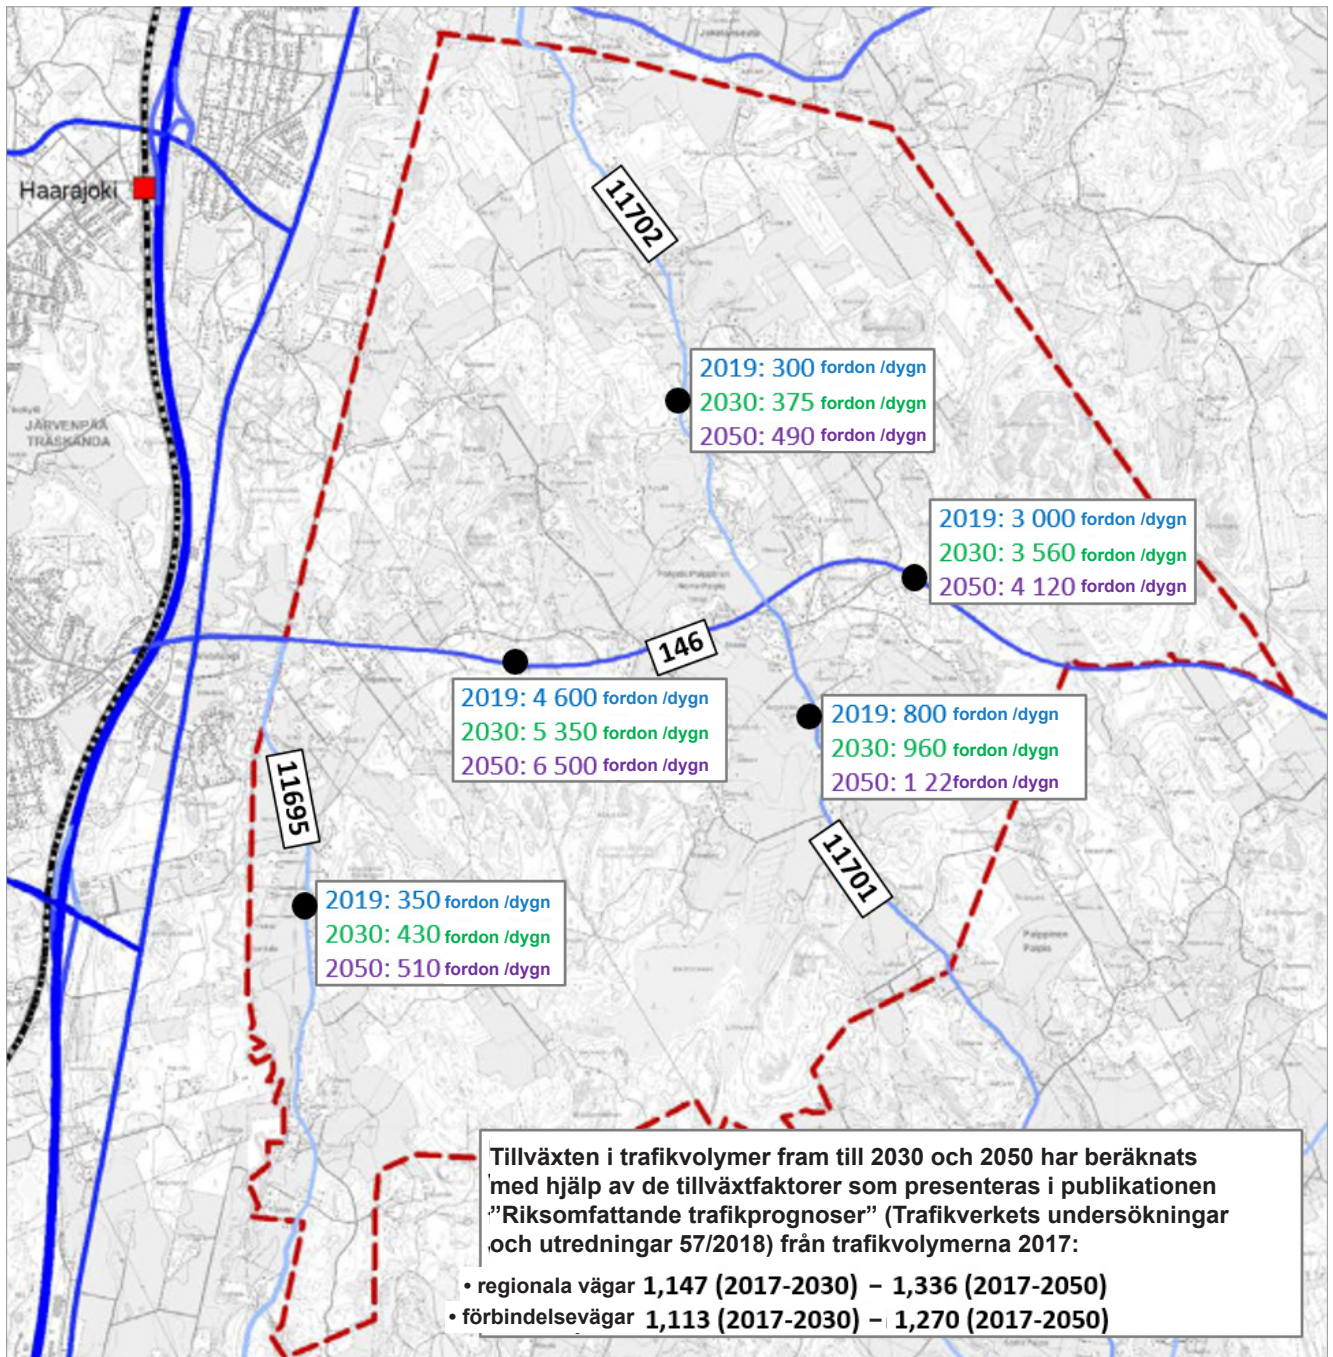 Haarajoki
11702
2019: 300 fordon /dygn
2030: 375 fordon /dygn
2050: 490 fordon /dygn
JÄRVENPÄÄ
TRÄSKÄNDA
2019: 3 000 fordon /dygn
2030: 3 560 fordon /dygn
2050: 4 120 fordon /dygn
146
2019: 4 600 fordon /dygn
2030: 5 350 fordon /dygn
2050: 6 500 fordon /dygn
2019: 800 fordon /dygn
2030: 960 fordon /dygn
2050: 1 22fordon /dygn
11695
11701
2019: 350 fordon /dygn
2030: 430 fordon /dygn
2050: 510 fordon /dygn
Paippinen
Paipis
Tillväxten i trafikvolymer fram till 2030 och 2050 har beräknats
med hjälp av de tillväxtfaktorer som presenteras i publikationen
”Riksomfattande trafikprognoser” (Trafikverkets undersökningar
och utredningar 57/2018) från trafikvolymerna 2017:
• regionala vägar 1,147 (2017-2030) – 1,336 (2017-2050)
• förbindelsevägar 1,113 (2017-2030) – 1,270 (2017-2050)